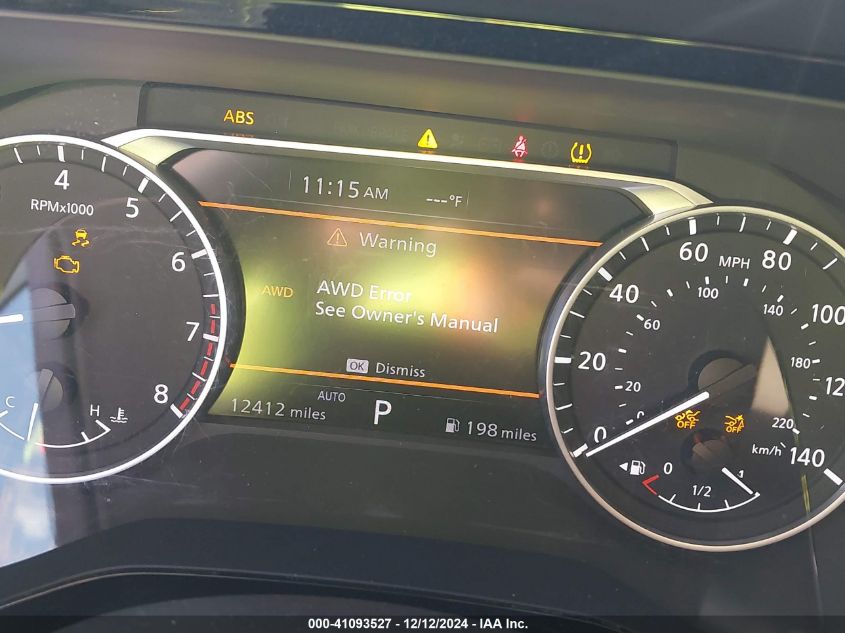 ABS
11:15 AM
---°F
4
5
6
7
8
RPMx1000
C
H
Warning
AWD
AWD Error
See Owner's Manual
OK Dismiss
12412 miles
AUTO
P
198 miles
0
20
40
60
80
100
140
MPH
20
60
100
140
180
220
km/h
OFF
OFF
0
1/2
1
000-41093527 - 12/12/2024 - IAA Inc.